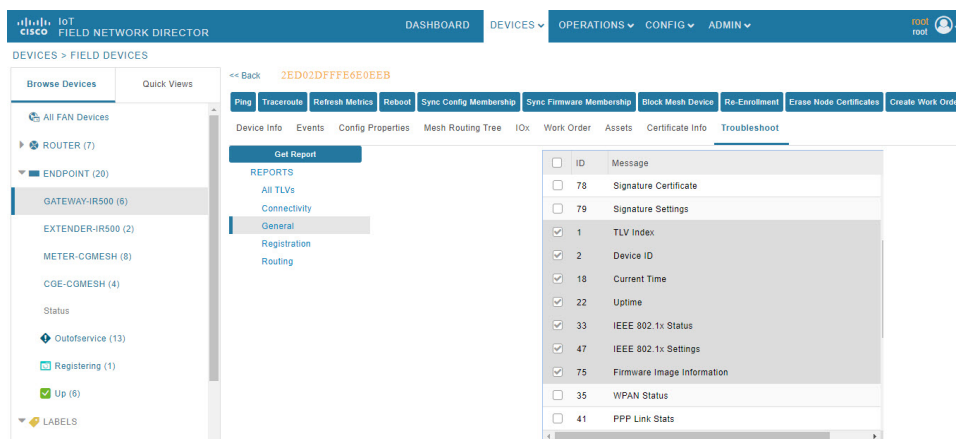 IoT
CISCO FIELD NETWORK DIRECTOR
DASHBOARD DEVICES OPERATIONS CONFIG ADMIN
root
root
DEVICES > FIELD DEVICES
Browse Devices Quick Views
All FAN Devices
ROUTER (7)
ENDPOINT (20)
GATEWAY-IR500 (6)
EXTENDER-IR500 (2)
METER-CGMESH (8)
CGE-CGMESH (4)
Status
Outofservice (13)
Registering (1)
Up (6)
LABELS
<< Back 2ED02DFFFE6E0EEB
Ping Traceroute Refresh Metrics Reboot Sync Config Membership Sync Firmware Membership Block Mesh Device Re-Enrollment Erase Node Certificates Create Work Orde
Device Info Events Config Properties Mesh Routing Tree IOx Work Order Assets Certificate Info Troubleshoot
Get Report
REPORTS
All TLVs
Connectivity
General
Registration
Routing
ID Message
78 Signature Certificate
79 Signature Settings
1 TLV Index
2 Device ID
18 Current Time
22 Uptime
33 IEEE 802.1x Status
47 IEEE 802.1x Settings
75 Firmware Image Information
35 WPAN Status
41 PPP Link Stats